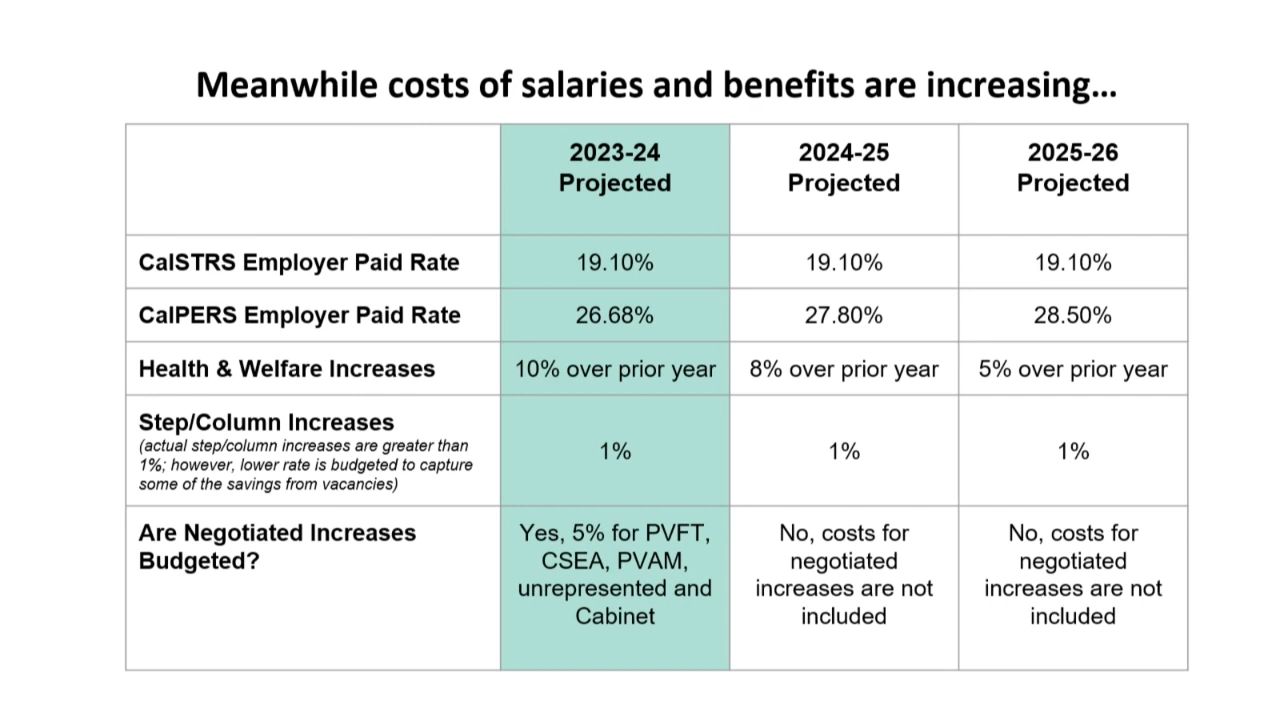 Meanwhile costs of salaries and benefits are increasing...
2023-24
Projected
2024-25
Projected
2025-26
Projected
CalSTRS Employer Paid Rate
19.10%
19.10%
19.10%
CalPERS Employer Paid Rate
26.68%
27.80%
28.50%
Health & Welfare Increases
10% over prior year
8% over prior year
5% over prior year
Step/Column Increases
(actual step/column increases are greater than
1%; however, lower rate is budgeted to capture
some of the savings from vacancies)
1%
1%
1%
Are Negotiated Increases
Budgeted?
Yes, 5% for PVFT,
CSEA, PVAM,
unrepresented and
Cabinet
No, costs for
negotiated
increases are not
included
No, costs for
negotiated
increases are not
included